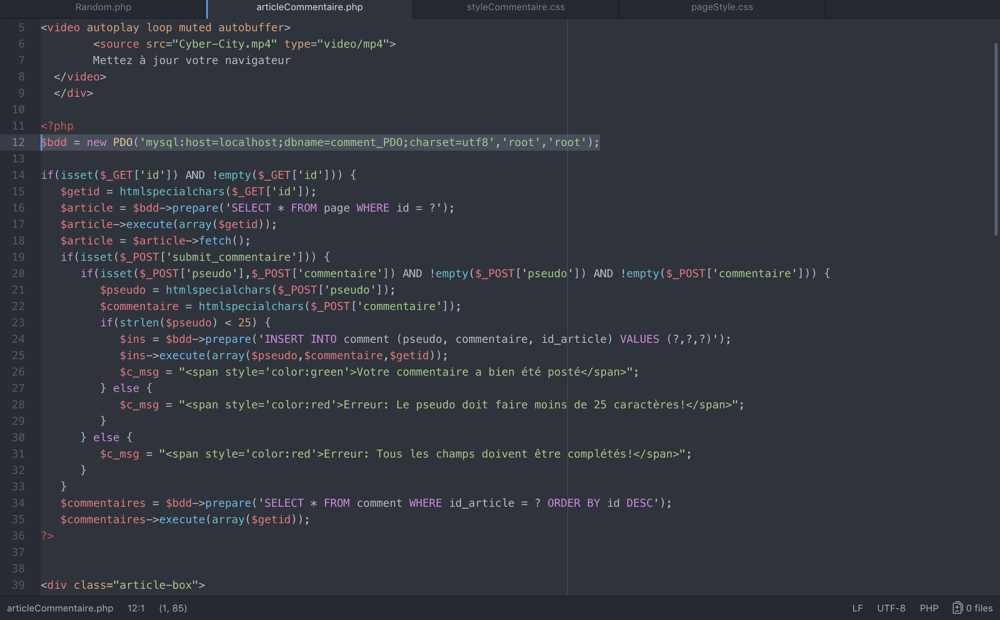 Random.php articleCommentaire.php styleCommentaire.css pageStyle.css
5 <video autoplay loop muted autobuffer>
6 <source src="Cyber-City.mp4" type="video/mp4">
7 Mettez à jour votre navigateur
8 </video>
9 </div>
10
11 <?php
12 $bdd = new PDO('mysql:host=localhost;dbname=comment_PDO;charset=utf8','root','root');
13
14 if(isset($_GET['id']) AND !empty($_GET['id'])) {
15 $getid = htmlspecialchars($_GET['id']);
16 $article = $bdd->prepare('SELECT * FROM page WHERE id = ?');
17 $article->execute(array($getid));
18 $article = $article->fetch();
19 if(isset($_POST['submit_commentaire'])) {
20 if(isset($_POST['pseudo'],$_POST['commentaire']) AND !empty($_POST['pseudo']) AND !empty($_POST['commentaire'])) {
21 $pseudo = htmlspecialchars($_POST['pseudo']);
22 $commentaire = htmlspecialchars($_POST['commentaire']);
23 if(strlen($pseudo) < 25) {
24 $ins = $bdd->prepare('INSERT INTO comment (pseudo, commentaire, id_article) VALUES (?,?,?)');
25 $ins->execute(array($pseudo,$commentaire,$getid));
26 $c_msg = "<span style='color:green'>Votre commentaire a bien été posté</span>";
27 } else {
28 $c_msg = "<span style='color:red'>Erreur: Le pseudo doit faire moins de 25 caractères!</span>";
29 }
30 } else {
31 $c_msg = "<span style='color:red'>Erreur: Tous les champs doivent être complétés!</span>";
32 }
33 }
34 $commentaires = $bdd->prepare('SELECT * FROM comment WHERE id_article = ? ORDER BY id DESC');
35 $commentaires->execute(array($getid));
36 ?>
37
38
39 <div class="article-box">
articleCommentaire.php 12:1 (1, 85) LF UTF-8 PHP 0 files